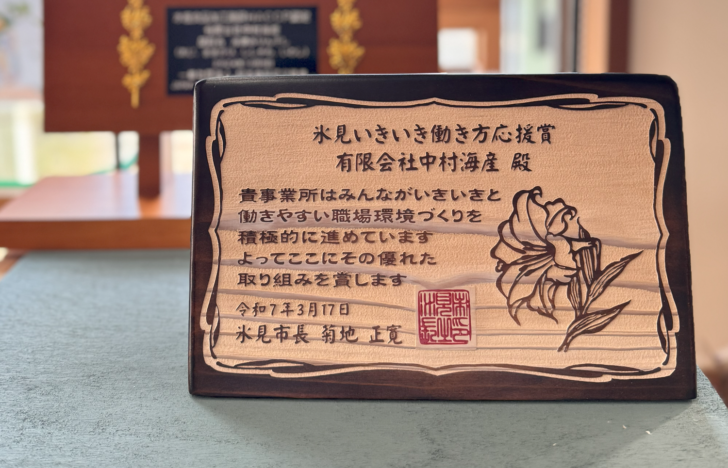 氷見いきいき働き方応援賞
有限会社中村海産 殿
貴事業所はみんながいきいきと
働きやすい職場環境づくりを
積極的に進めています
よってここにその優れた
取り組みを賞します
令和7年3月17日
氷見市長 菊地 正寛